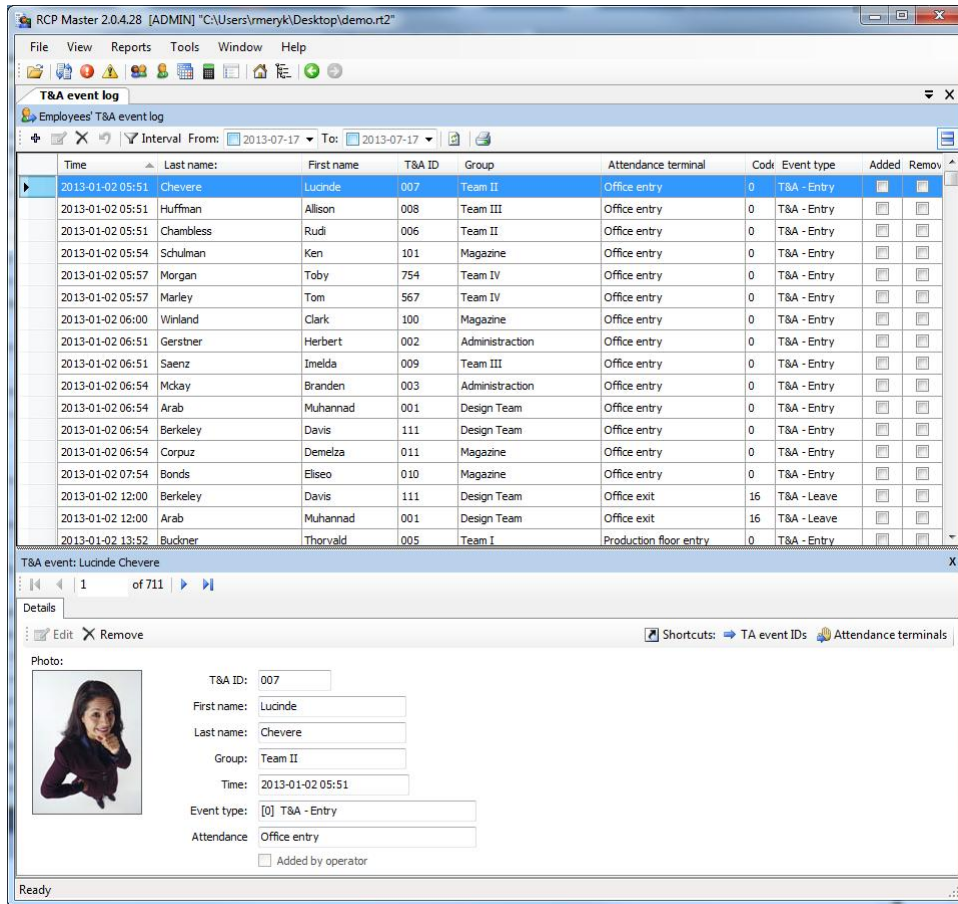 RCP Master 2.0.4.28 [ADMIN] "C:\Users\rmeryk\Desktop\demo.rt2"
File View Reports Tools Window Help
T&A event log
Employees' T&A event log
Interval From: 2013-07-17 To: 2013-07-17
Time Last name: First name T&A ID Group Attendance terminal Code Event type Added Remov
2013-01-02 05:51 Chevere Lucinde 007 Team II Office entry 0 T&A - Entry
2013-01-02 05:51 Huffman Allison 008 Team III Office entry 0 T&A - Entry
2013-01-02 05:51 Chambless Rudi 006 Team II Office entry 0 T&A - Entry
2013-01-02 05:54 Schulman Ken 101 Magazine Office entry 0 T&A - Entry
2013-01-02 05:57 Morgan Toby 754 Team IV Office entry 0 T&A - Entry
2013-01-02 05:57 Marley Tom 567 Team IV Office entry 0 T&A - Entry
2013-01-02 06:00 Winland Clark 100 Magazine Office entry 0 T&A - Entry
2013-01-02 06:51 Gerstner Herbert 002 Administraction Office entry 0 T&A - Entry
2013-01-02 06:51 Saenz Imelda 009 Team III Office entry 0 T&A - Entry
2013-01-02 06:54 Mckay Branden 003 Administraction Office entry 0 T&A - Entry
2013-01-02 06:54 Arab Muhannad 001 Design Team Office entry 0 T&A - Entry
2013-01-02 06:54 Berkeley Davis 111 Design Team Office entry 0 T&A - Entry
2013-01-02 06:54 Corpuz Demelza 011 Magazine Office entry 0 T&A - Entry
2013-01-02 07:54 Bonds Eliseo 010 Magazine Office entry 0 T&A - Entry
2013-01-02 12:00 Berkeley Davis 111 Design Team Office exit 16 T&A - Leave
2013-01-02 12:00 Arab Muhannad 001 Design Team Office exit 16 T&A - Leave
2013-01-02 13:52 Buckner Thorvald 005 Team I Production floor entry 0 T&A - Entry
T&A event: Lucinde Chevere
1 of 711
Details
Edit Remove Shortcuts: TA event IDs Attendance terminals
Photo:
T&A ID: 007
First name: Lucinde
Last name: Chevere
Group: Team II
Time: 2013-01-02 05:51
Event type: [0] T&A - Entry
Attendance Office entry
Added by operator
Ready